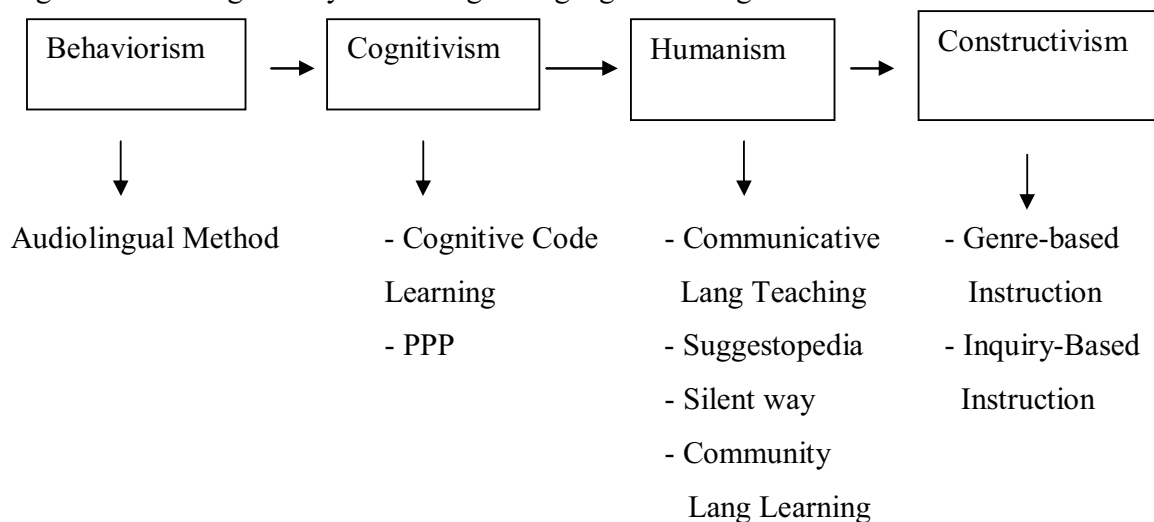 Behaviorism
Cognitivism
Humanism
Constructivism
Audiolingual Method
- Cognitive Code
Learning
- PPP
- Communicative
Lang Teaching
- Suggestopedia
- Silent way
- Community
Lang Learning
- Genre-based
Instruction
- Inquiry-Based
Instruction